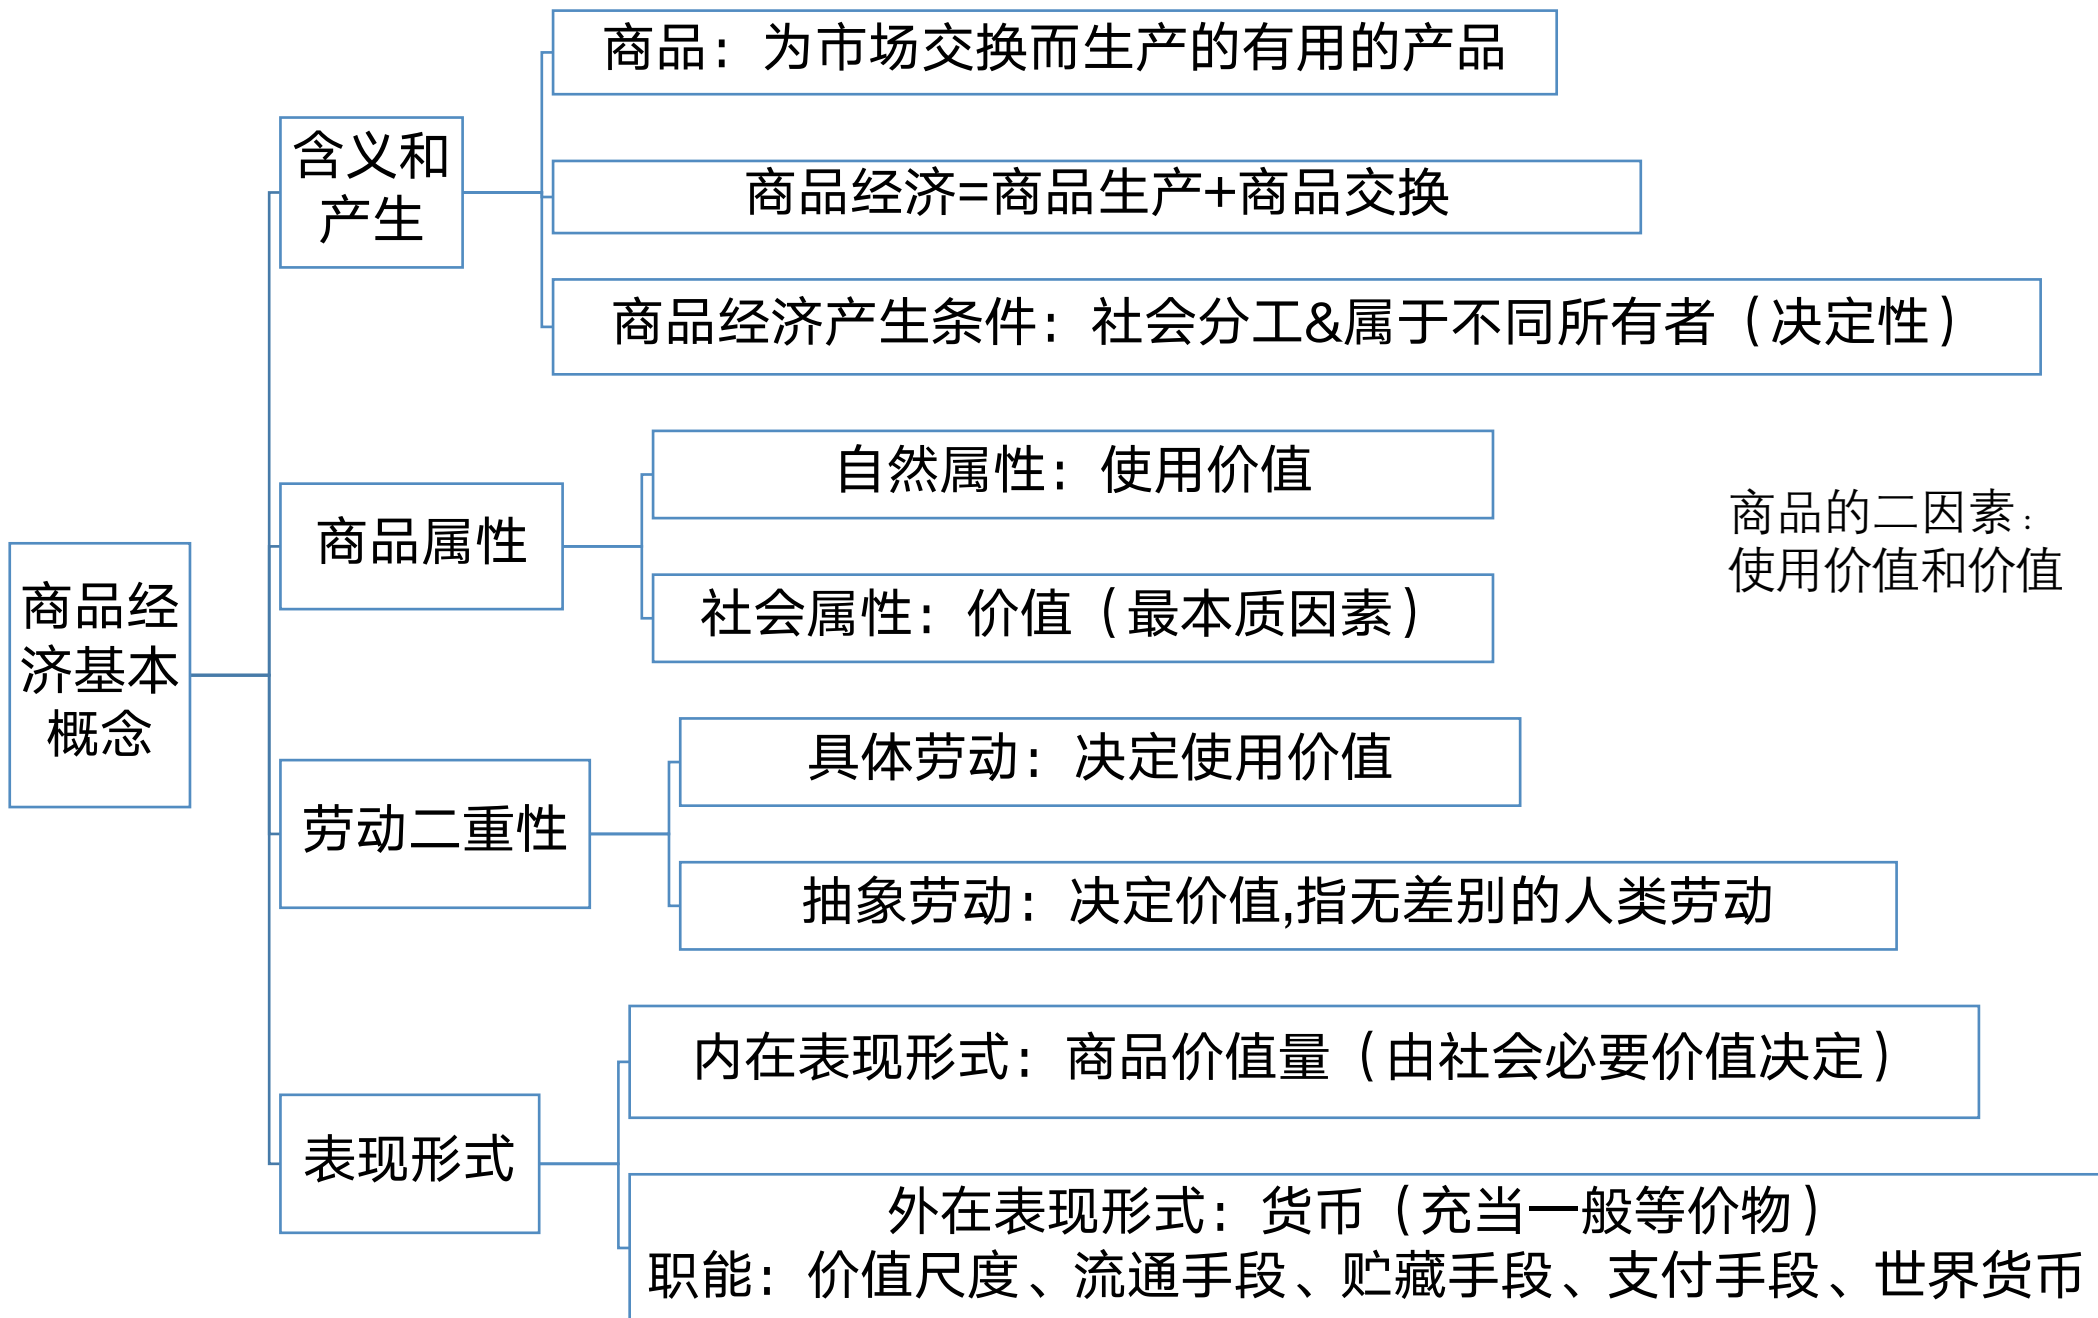 商品：为市场交换而生产的有用的产品
含义和
产生
商品经济=商品生产+商品交换
商品经济产生条件：社会分工&属于不同所有者（决定性）
自然属性：使用价值
商品属性
社会属性：价值（最本质因素）
商品的二因素：
使用价值和价值
商品经
济基本
概念
具体劳动：决定使用价值
劳动二重性
抽象劳动：决定价值,指无差别的人类劳动
内在表现形式：商品价值量（由社会必要价值决定）
表现形式
外在表现形式：货币（充当一般等价物）
职能：价值尺度、流通手段、贮藏手段、支付手段、世界货币